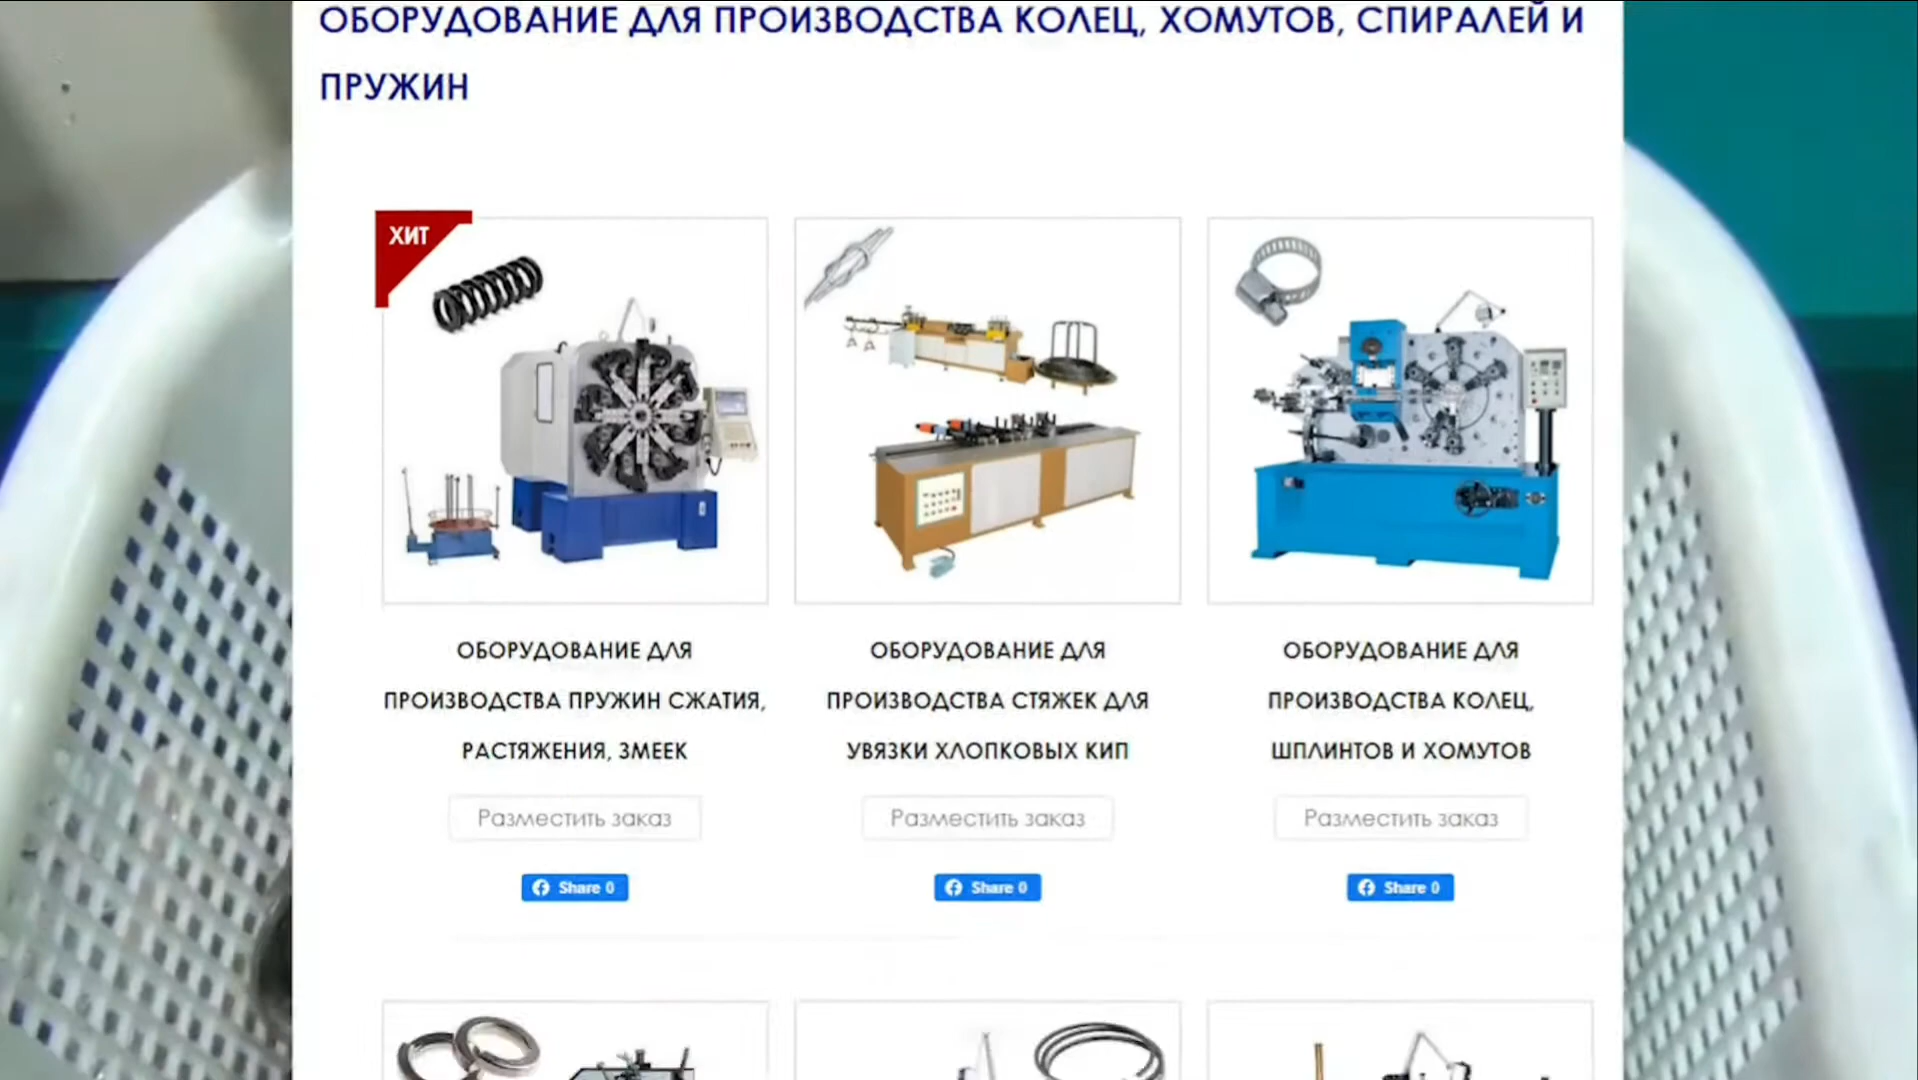 ОБОРУДОВАНИЕ ДЛЯ ПРОИЗВОДСТВА КОЛЕЦ, ХОМУТОВ, СПИРАЛЕЙ И
ПРУЖИН
ХИТ
ОБОРУДОВАНИЕ ДЛЯ
ПРОИЗВОДСТВА ПРУЖИН СЖАТИЯ,
РАСТЯЖЕНИЯ, ЗМЕЕК
Разместить заказ
Share 0
ОБОРУДОВАНИЕ ДЛЯ
ПРОИЗВОДСТВА СТЯЖЕК ДЛЯ
УВЯЗКИ ХЛОПКОВЫХ КИП
Разместить заказ
Share 0
ОБОРУДОВАНИЕ ДЛЯ
ПРОИЗВОДСТВА КОЛЕЦ,
ШПЛИНТОВ И ХОМУТОВ
Разместить заказ
Share 0